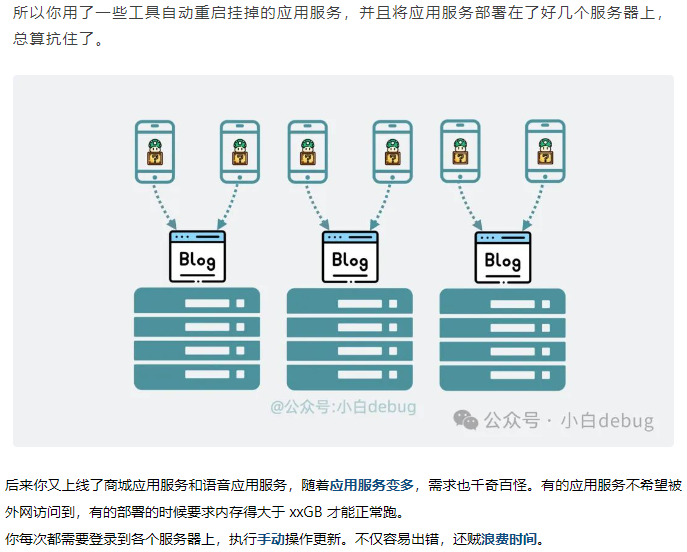 所以你用了一些工具自动重启挂掉的应用服务，并且将应用服务部署在了好几个服务器上，
总算抗住了。
? ? ? ? ? ?
Blog Blog Blog
@公众号:小白debug
公众号 · 小白debug
后来你又上线了商城应用服务和语音应用服务，随着应用服务变多，需求也千奇百怪。有的应用服务不希望被
外网访问到，有的部署的时候要求内存得大于 xxGB 才能正常跑。
你每次都需要登录到各个服务器上，执行手动操作更新。不仅容易出错，还贼浪费时间。